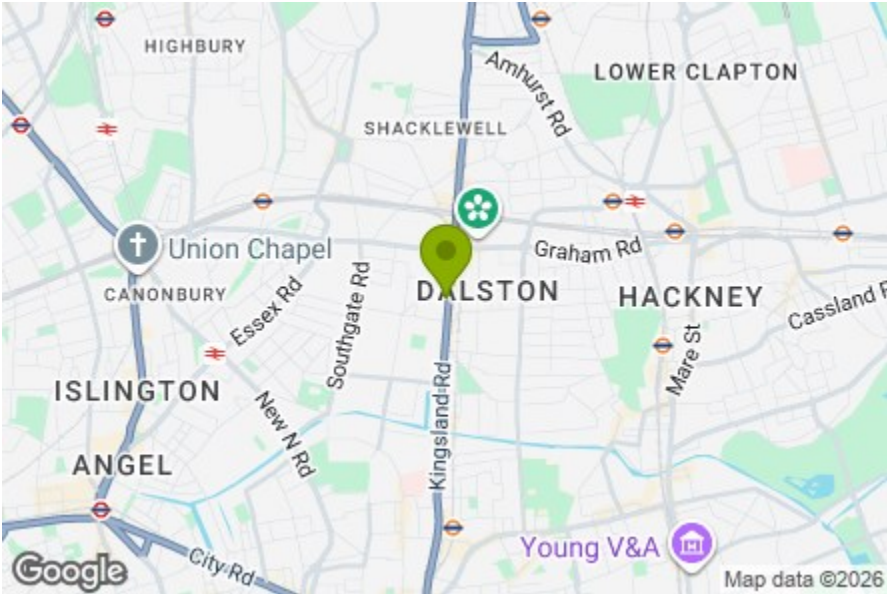 HIGHBURY
Amhurst Rd
LOWER CLAPTON
SHACKLEWELL
Union Chapel
Graham Rd
CANONBURY
Essex Rd
Southgate Rd
DALSTON
HACKNEY
Cassland R
Mare St
ISLINGTON
New N Rd
Kingsland Rd
ANGEL
City Rd
Young V&A
Google
Map data ©2026